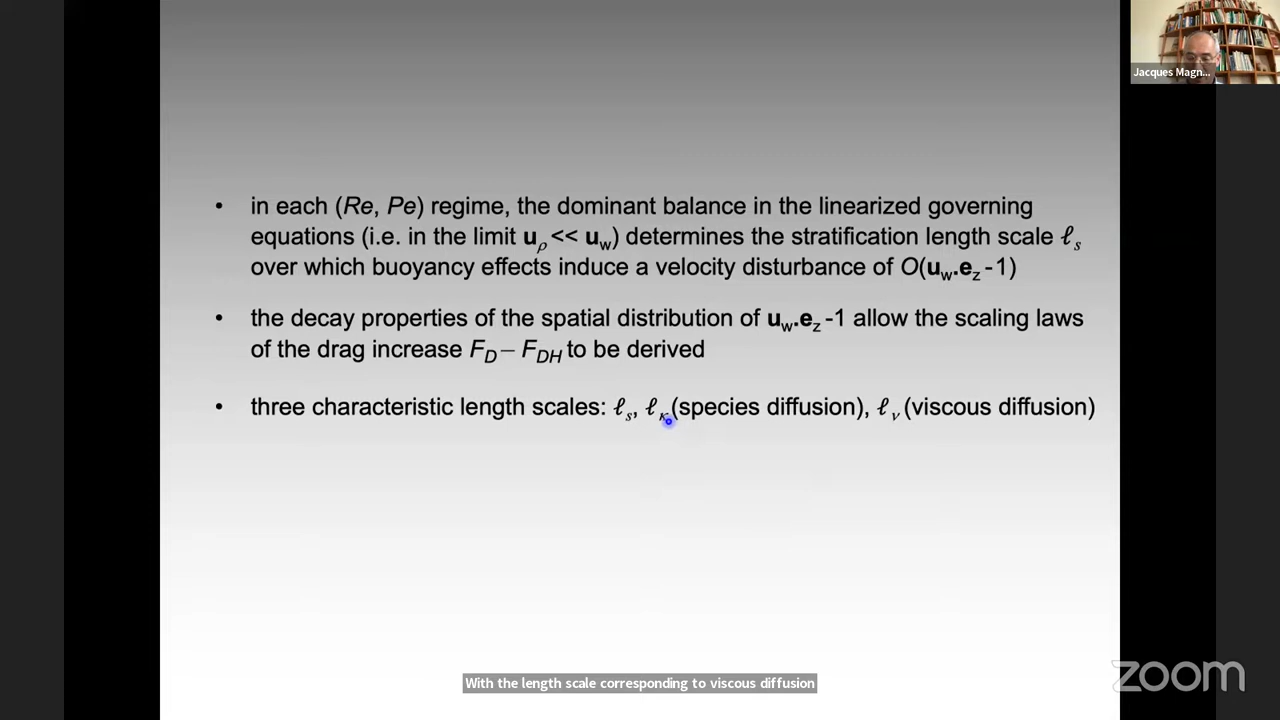 Jacques Magn...
• in each (Re, Pe) regime, the dominant balance in the linearized governing
equations (i.e. in the limit uρ << uw) determines the stratification length scale ℓs
over which buoyancy effects induce a velocity disturbance of O(uw.ez -1)
• the decay properties of the spatial distribution of uw.ez -1 allow the scaling laws
of the drag increase FD – FDH to be derived
• three characteristic length scales: ℓs, ℓκ (species diffusion), ℓν (viscous diffusion)
With the length scale corresponding to viscous diffusion
zoom